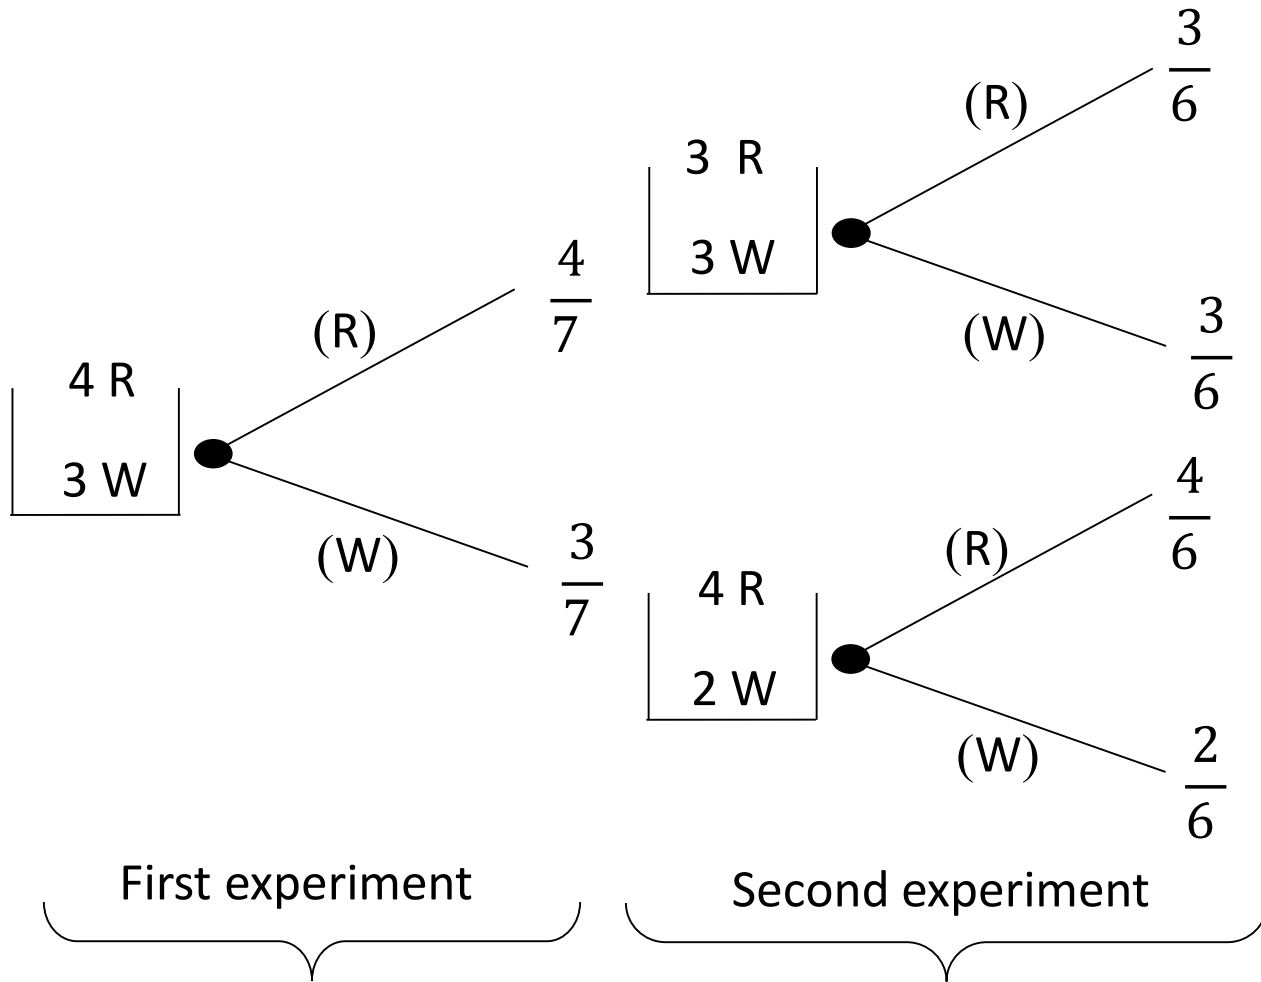 4 R
3 W
(R)
4/7
(W)
3/7
3 R
3 W
(R)
3/6
(W)
3/6
4 R
2 W
(R)
4/6
(W)
2/6
First experiment
Second experiment